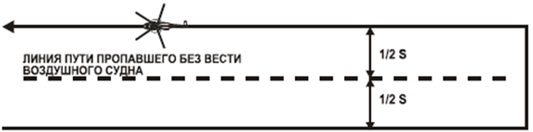 1/2 S
ЛИНИЯ ПУТИ ПРОПАВШЕГО БЕЗ ВЕСТИ
ВОЗДУШНОГО СУДНА
1/2 S